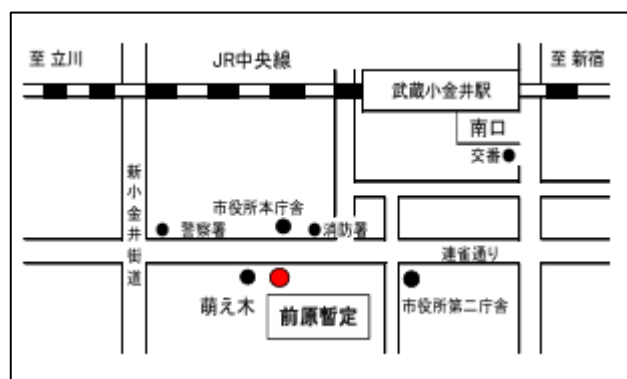 至 立川
JR中央線
至 新宿
武蔵小金井駅
南口
交番
新小金井街道
市役所本庁舎
警察署
消防署
連雀通り
萌え木
前原暫定
市役所第二庁舎